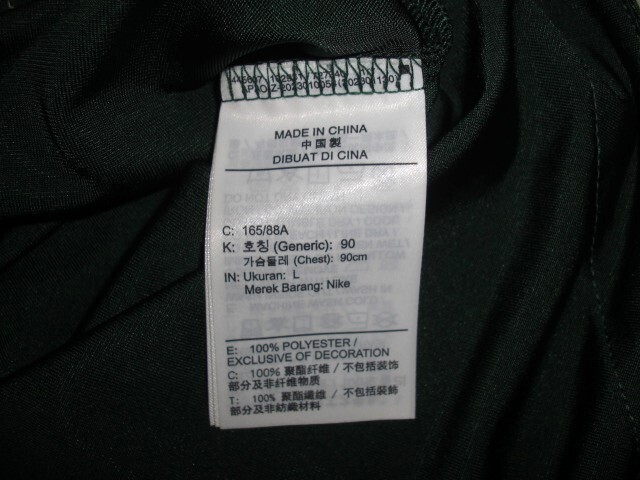 MADE IN CHINA
中国製
DIBUAT DI CINA
C: 165/88A
K: 호칭 (Generic): 90
가슴둘레 (Chest): 90cm
IN: Ukuran: L
Merek Barang: Nike
E: 100% POLYESTER /
EXCLUSIVE OF DECORATION
C: 100% 聚酯纤维 / 不包括装饰
部分及非纤维物质
T: 100% 聚酯纖維 / 不包括裝飾
部分及非紡織材料